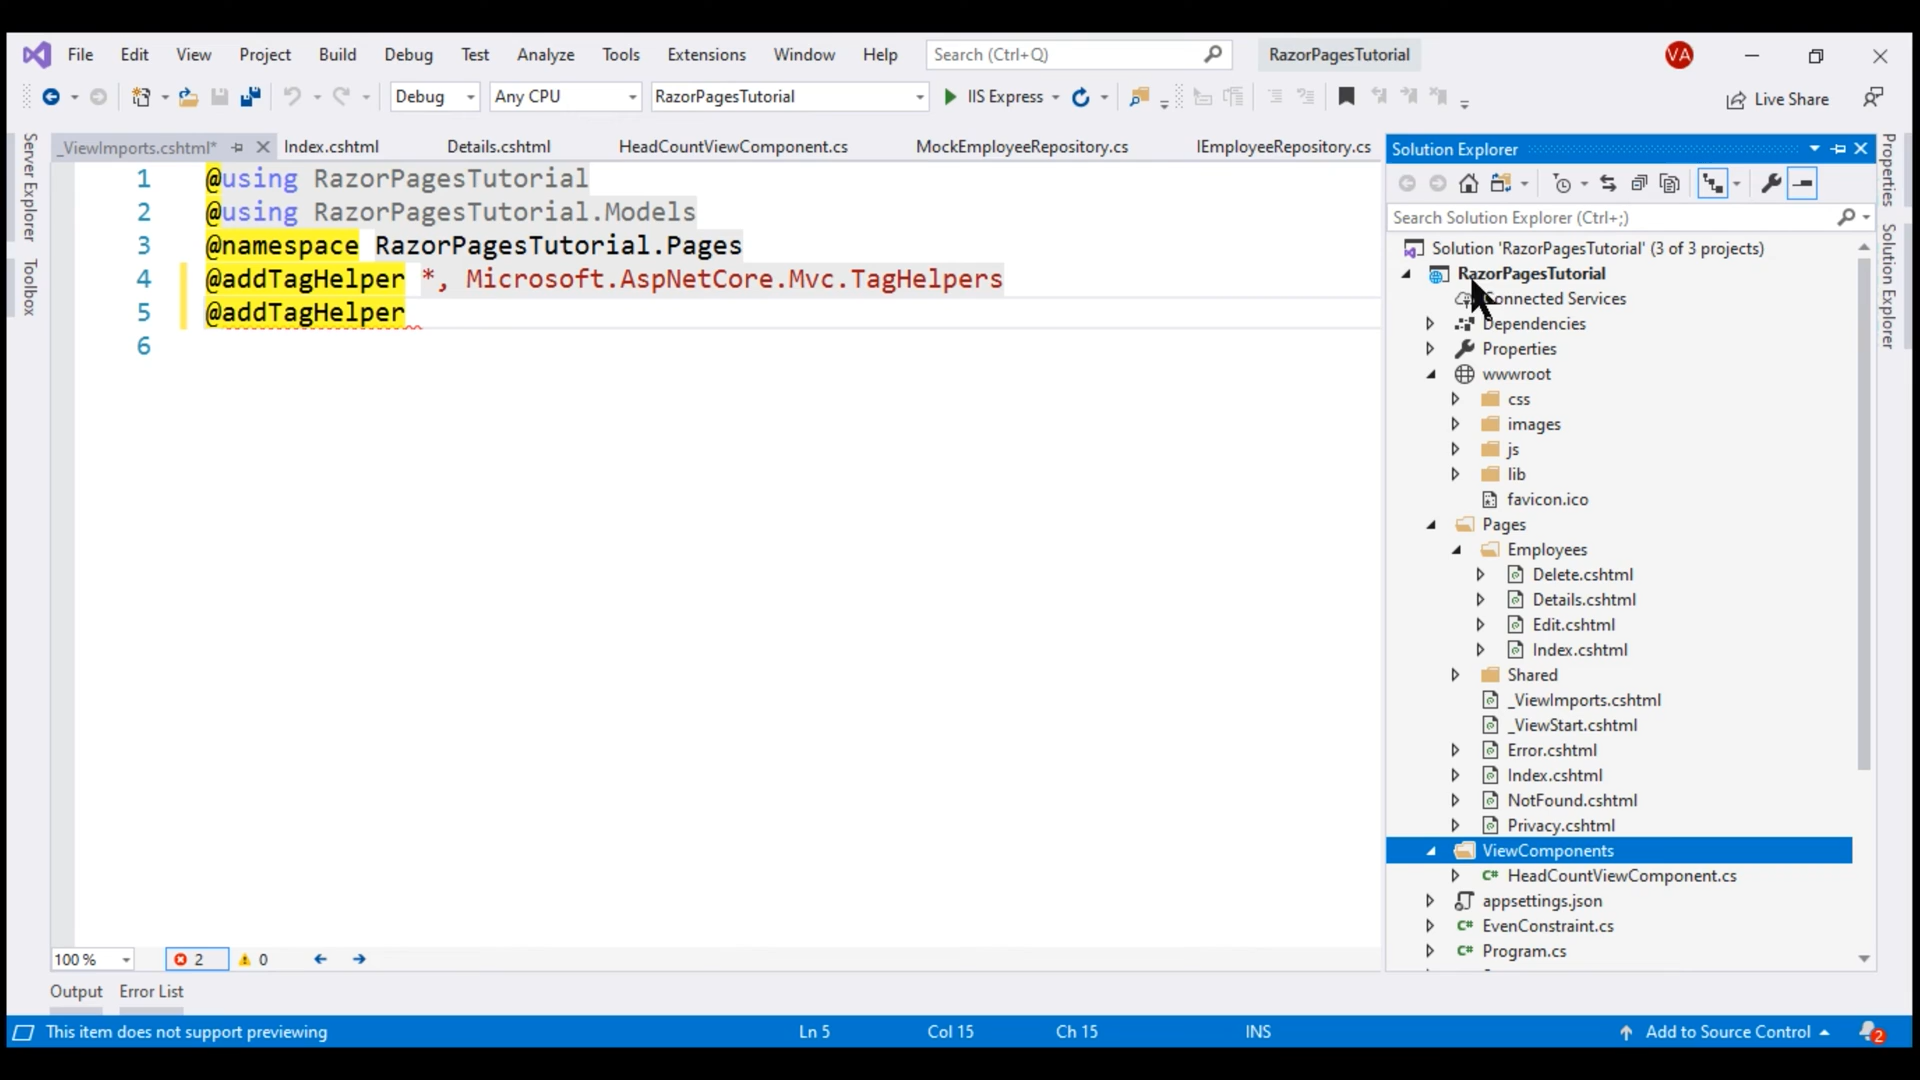 File Edit View Project Build Debug Test Analyze Tools Extensions Window Help Search (Ctrl+Q) RazorPagesTutorial VA
Debug Any CPU RazorPagesTutorial IIS Express Live Share
_ViewImports.cshtml* Index.cshtml Details.cshtml HeadCountViewComponent.cs MockEmployeeRepository.cs IEmployeeRepository.cs
Server Explorer
Toolbox
1 @using RazorPagesTutorial
2 @using RazorPagesTutorial.Models
3 @namespace RazorPagesTutorial.Pages
4 @addTagHelper *, Microsoft.AspNetCore.Mvc.TagHelpers
5 @addTagHelper
6
100 % 2 0
Output Error List
Solution Explorer
Search Solution Explorer (Ctrl+;)
Solution 'RazorPagesTutorial' (3 of 3 projects)
RazorPagesTutorial
Connected Services
Dependencies
Properties
wwwroot
css
images
js
lib
favicon.ico
Pages
Employees
Delete.cshtml
Details.cshtml
Edit.cshtml
Index.cshtml
Shared
_ViewImports.cshtml
_ViewStart.cshtml
Error.cshtml
Index.cshtml
NotFound.cshtml
Privacy.cshtml
ViewComponents
C# HeadCountViewComponent.cs
appsettings.json
C# EvenConstraint.cs
C# Program.cs
Properties
Solution Explorer
This item does not support previewing Ln 5 Col 15 Ch 15 INS Add to Source Control 2